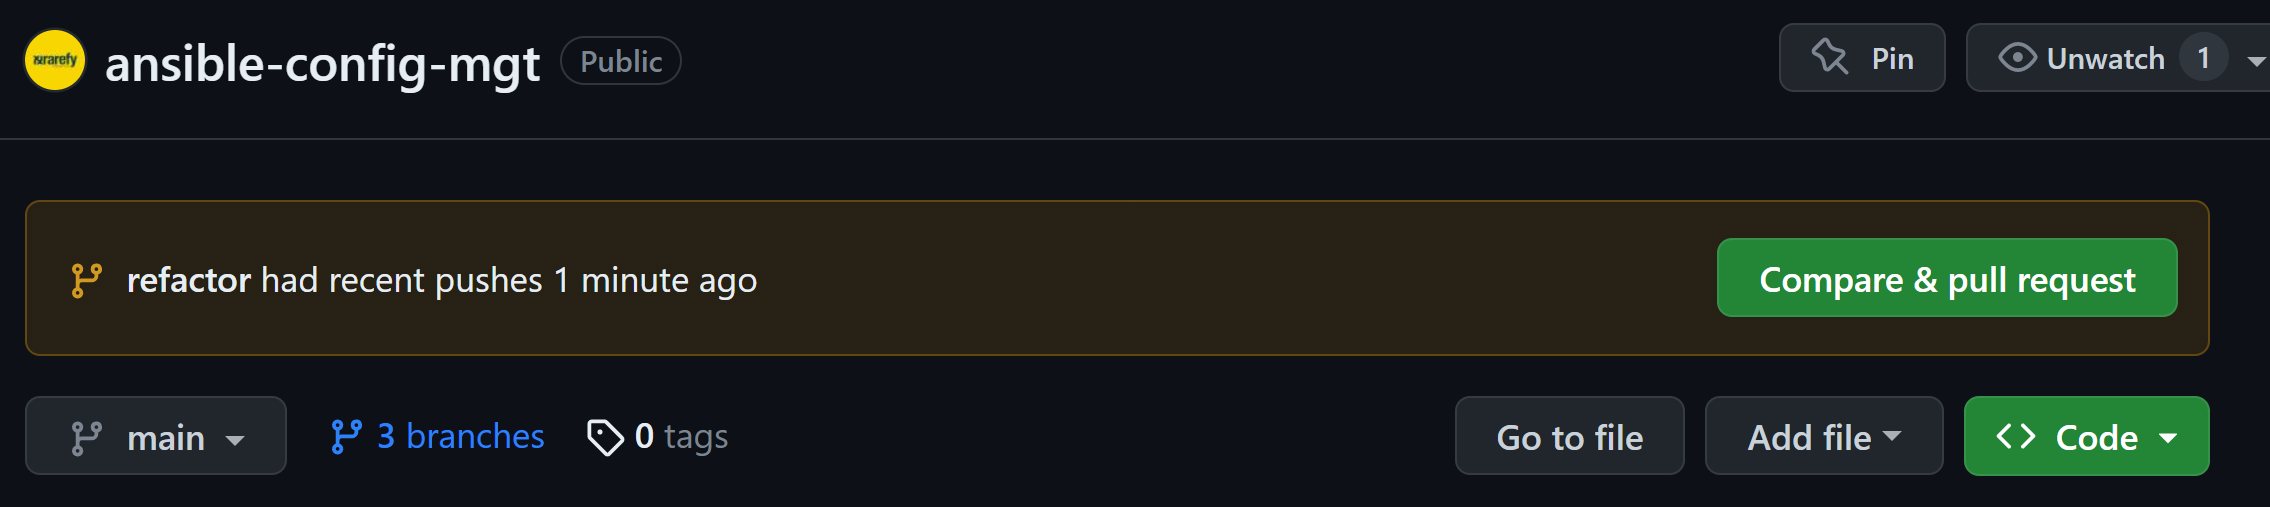 ansible-config-mgt Public Pin Unwatch 1
refactor had recent pushes 1 minute ago Compare & pull request
main 3 branches 0 tags Go to file Add file <> Code